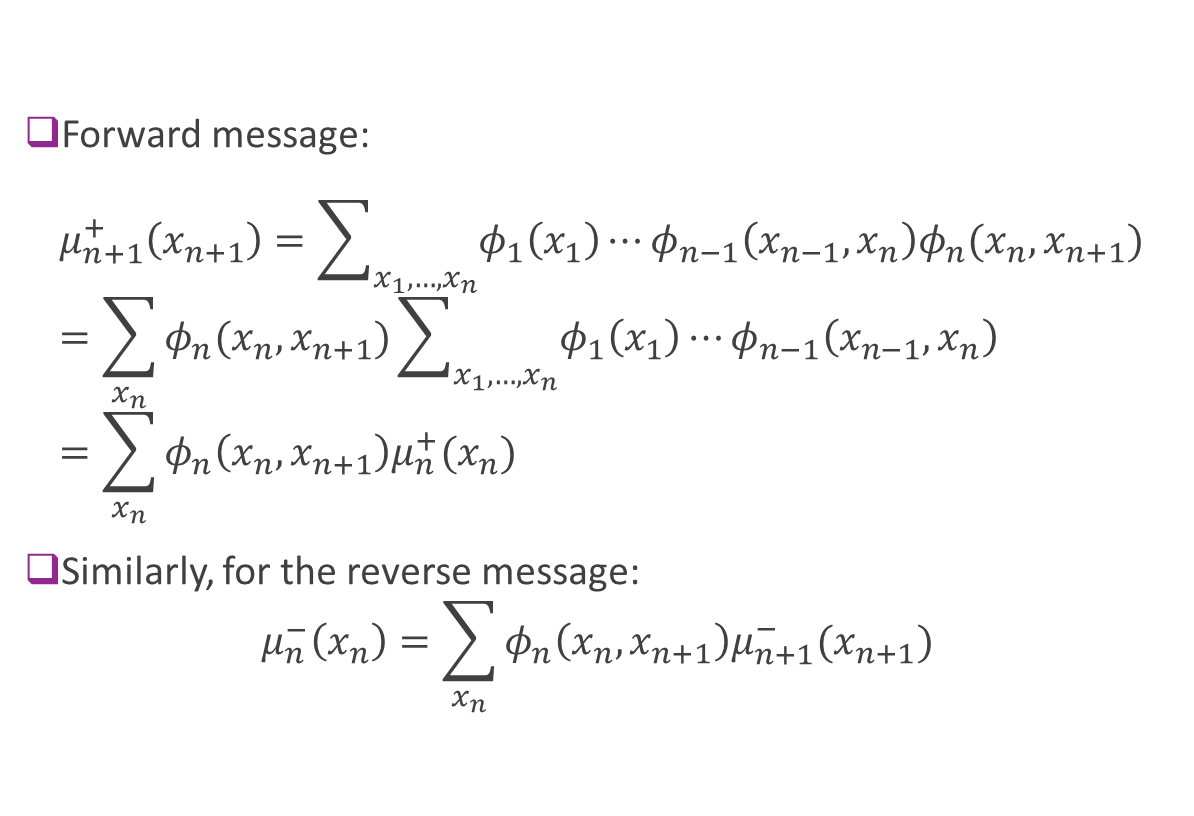 ❑Forward message:
μ⁺ₙ₊₁(xₙ₊₁) = ∑_{x₁,…,xₙ} ϕ₁(x₁) ⋯ ϕₙ₋₁(xₙ₋₁, xₙ)ϕₙ(xₙ, xₙ₊₁)
= ∑_{xₙ} ϕₙ(xₙ, xₙ₊₁) ∑_{x₁,…,xₙ} ϕ₁(x₁) ⋯ ϕₙ₋₁(xₙ₋₁, xₙ)
= ∑_{xₙ} ϕₙ(xₙ, xₙ₊₁)μ⁺ₙ(xₙ)
❑Similarly, for the reverse message:
μ⁻ₙ(xₙ) = ∑_{xₙ} ϕₙ(xₙ, xₙ₊₁)μ⁻ₙ₊₁(xₙ₊₁)